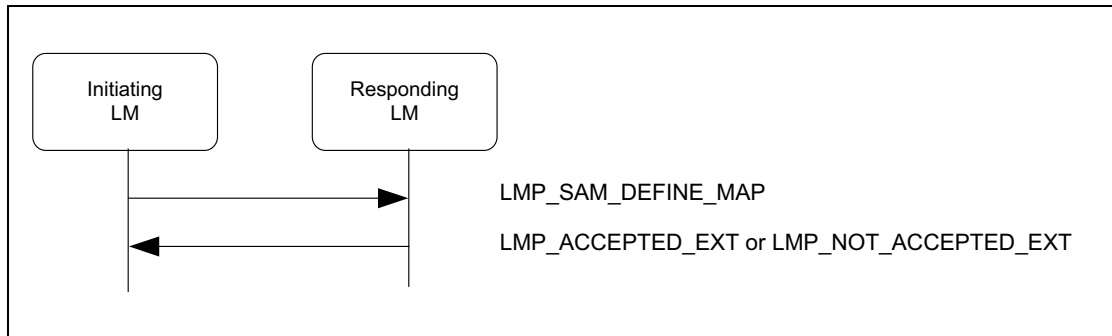 Initiating
LM
Responding
LM
LMP_SAM_DEFINE_MAP
LMP_ACCEPTED_EXT or LMP_NOT_ACCEPTED_EXT